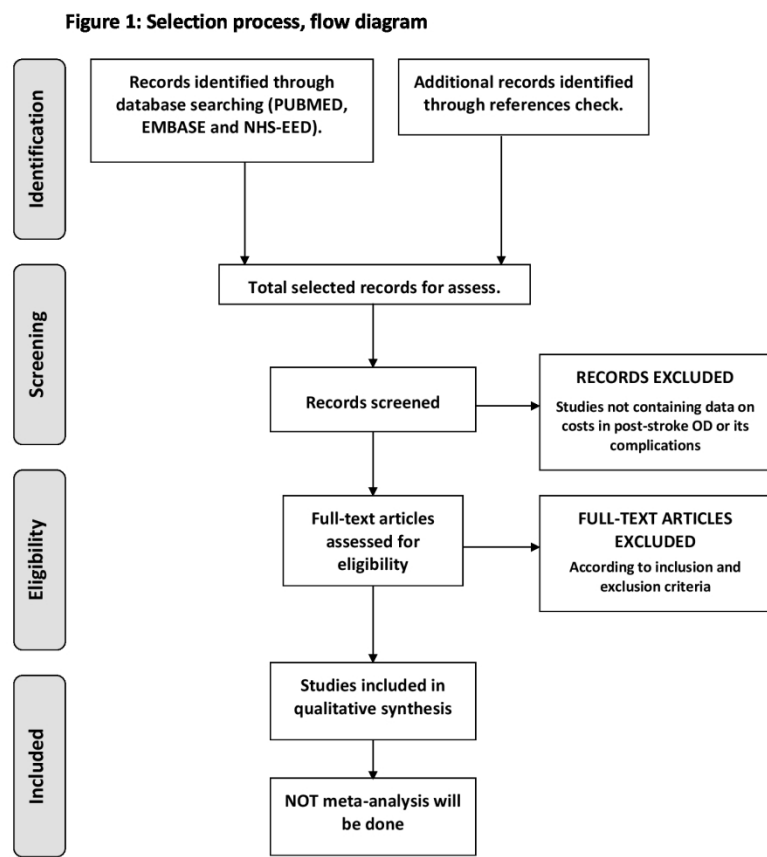 Figure 1: Selection process, flow diagram
Identification
Records identified through
database searching (PUBMED,
EMBASE and NHS-EED).
Additional records identified
through references check.
Total selected records for assess.
Screening
Records screened
RECORDS EXCLUDED
Studies not containing data on
costs in post-stroke OD or its
complications
Eligibility
Full-text articles
assessed for
eligibility
FULL-TEXT ARTICLES
EXCLUDED
According to inclusion and
exclusion criteria
Included
Studies included in
qualitative synthesis
NOT meta-analysis will
be done